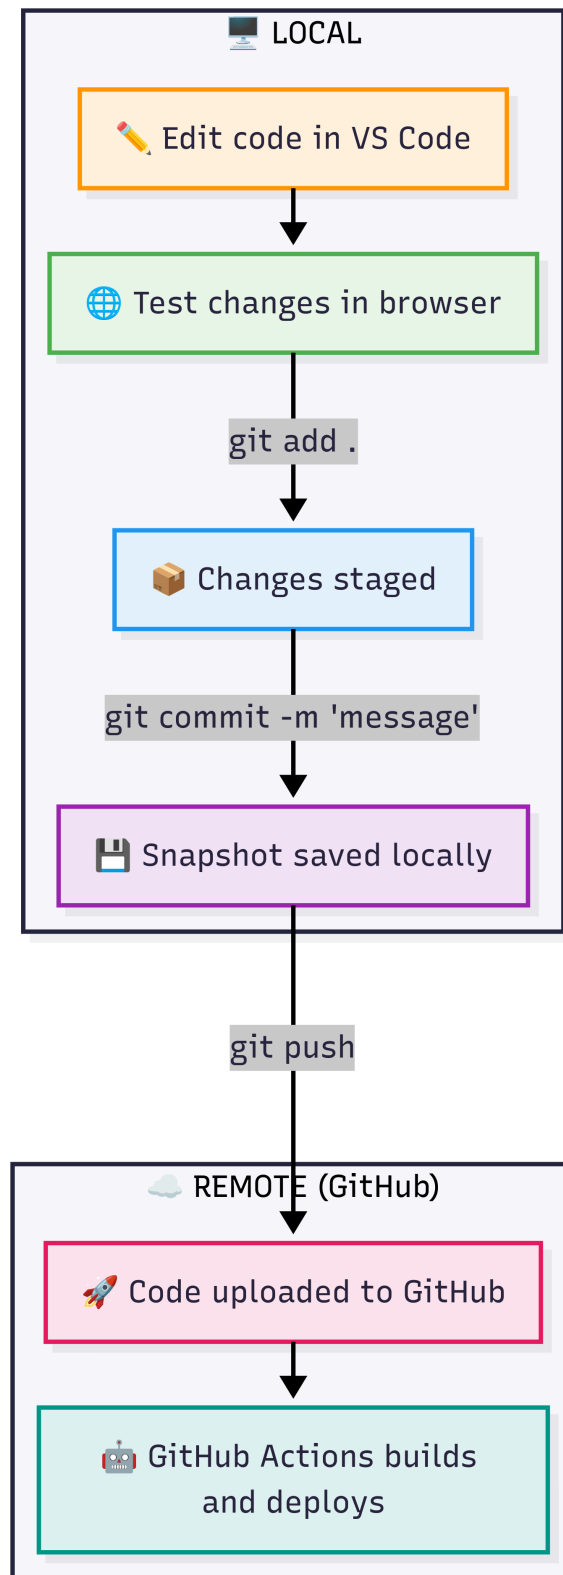 🖥️ LOCAL
✏️ Edit code in VS Code
🌐 Test changes in browser
git add .
📦 Changes staged
git commit -m 'message'
💾 Snapshot saved locally
git push
☁️ REMOTE (GitHub)
🚀 Code uploaded to GitHub
🤖 GitHub Actions builds
and deploys